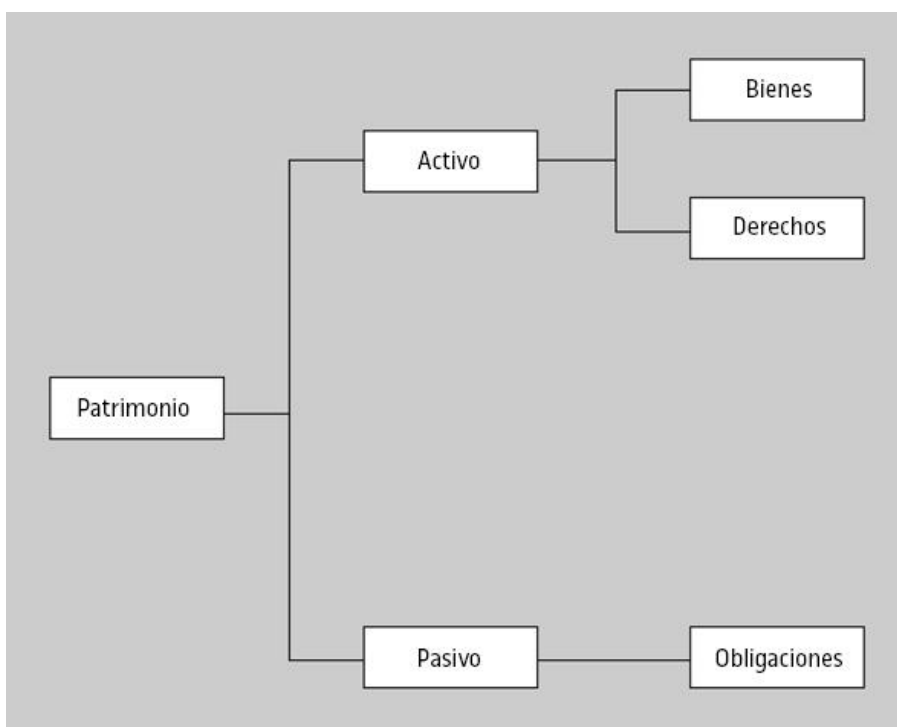 Bienes
Activo
Derechos
Patrimonio
Pasivo
Obligaciones